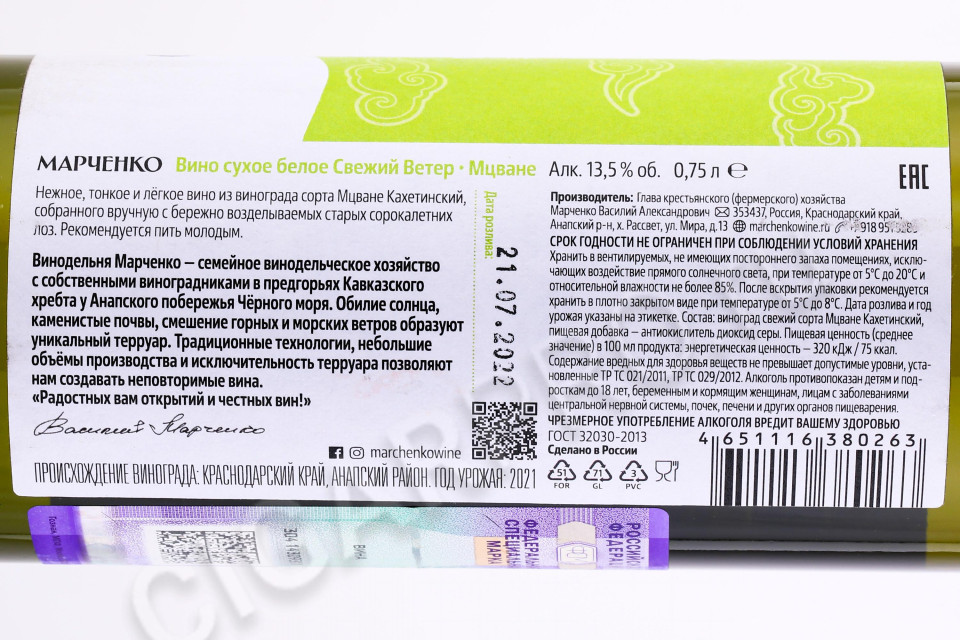 МАРЧЕНКО Вино сухое белое Свежий Ветер • Мцване Алк. 13,5 % об. 0,75 л ℮
EAC
Нежное, тонкое и лёгкое вино из винограда сорта Мцване Кахетинский,
собранного вручную с бережно возделываемых старых сорокалетних
лоз. Рекомендуется пить молодым.
Винодельня Марченко – семейное винодельческое хозяйство
с собственными виноградниками в предгорьях Кавказского
хребта у Анапского побережья Чёрного моря. Обилие солнца,
каменистые почвы, смешение горных и морских ветров образуют
уникальный терруар. Традиционные технологии, небольшие
объёмы производства и исключительность терруара позволяют
нам создавать неповторимые вина.
«Радостных вам открытий и честных вин!»
Василий Марченко
marchenkowine
ПРОИСХОЖДЕНИЕ ВИНОГРАДА: КРАСНОДАРСКИЙ КРАЙ, АНАПСКИЙ РАЙОН. ГОД УРОЖАЯ: 2021
Дата розлива:
21.07.2022
Производитель: Глава крестьянского (фермерского) хозяйства
Марченко Василий Александрович 353437, Россия, Краснодарский край,
Анапский р-н, х. Рассвет, ул. Мира, д.13 marchenkowine.ru
СРОК ГОДНОСТИ НЕ ОГРАНИЧЕН ПРИ СОБЛЮДЕНИИ УСЛОВИЙ ХРАНЕНИЯ
Хранить в вентилируемых, не имеющих постороннего запаха помещениях, исклю-
чающих воздействие прямого солнечного света, при температуре от 5°С до 20°С и
относительной влажности не более 85%. После вскрытия упаковки рекомендуется
хранить в плотно закрытом виде при температуре от 5°С до 8°С. Дата розлива и год
урожая указаны на этикетке. Состав: виноград свежий сорта Мцване Кахетинский,
пищевая добавка – антиокислитель диоксид серы. Пищевая ценность (среднее
значение) в 100 мл продукта: энергетическая ценность – 320 кДж / 75 ккал.
Содержание вредных для здоровья веществ не превышает допустимые уровни, уста-
новленные ТР ТС 021/2011, ТР ТС 029/2012. Алкоголь противопоказан детям и под-
росткам до 18 лет, беременным и кормящим женщинам, лицам с заболеваниями
центральной нервной системы, почек, печени и других органов пищеварения.
ЧРЕЗМЕРНОЕ УПОТРЕБЛЕНИЕ АЛКОГОЛЯ ВРЕДИТ ВАШЕМУ ЗДОРОВЬЮ
ГОСТ 32030-2013
Сделано в России
51 71 3
FOR GL PVC
4 651116 380263
ВИНА
ФЕДЕРАЛЬ
СПЕЦИАЛЬ
МАРКА
РОССИЙС
ФЕДЕРАЦ